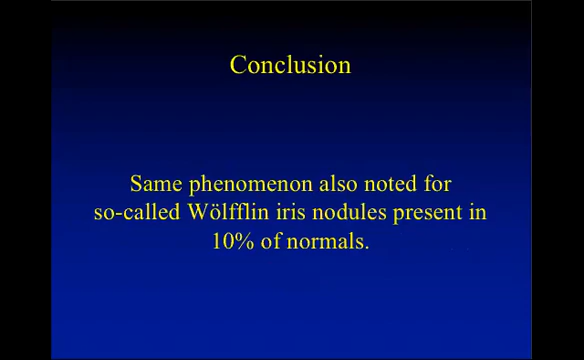 Conclusion
Same phenomenon also noted for
so-called Wölfflin iris nodules present in
10% of normals.